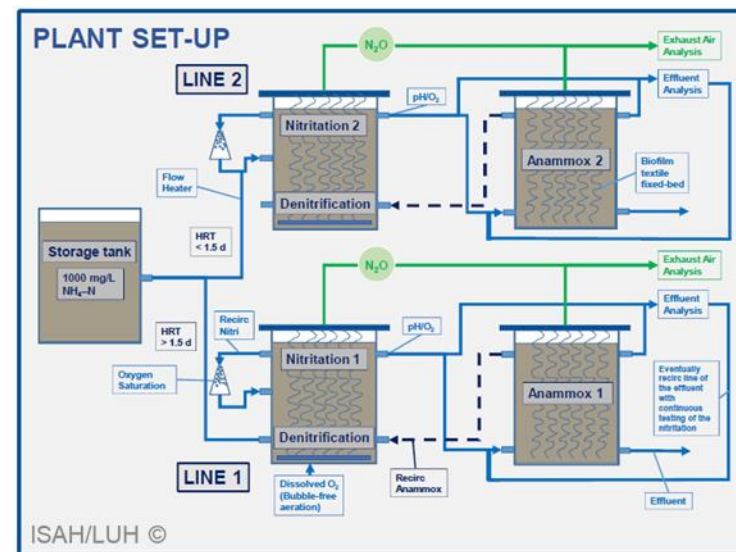 PLANT SET-UP
N₂O
Exhaust Air
Analysis
LINE 2
pH/O₂
Effluent
Analysis
Nitritation 2
Anammox 2
Biofilm
textile
fixed-bed
Flow
Heater
Denitrification
HRT
< 1.5 d
Storage tank
1000 mg/L
NH₄–N
N₂O
Exhaust Air
Analysis
HRT
> 1.5 d
Recirc
Nitri
pH/O₂
Effluent
Analysis
Nitritation 1
Oxygen
Saturation
Anammox 1
Eventually
recirc line of
the effluent
with
continuous
testing of the
nitritation
Denitrification
LINE 1
Dissolved O₂
(Bubble-free
aeration)
Recirc
Anammox
Effluent
ISAH/LUH ©